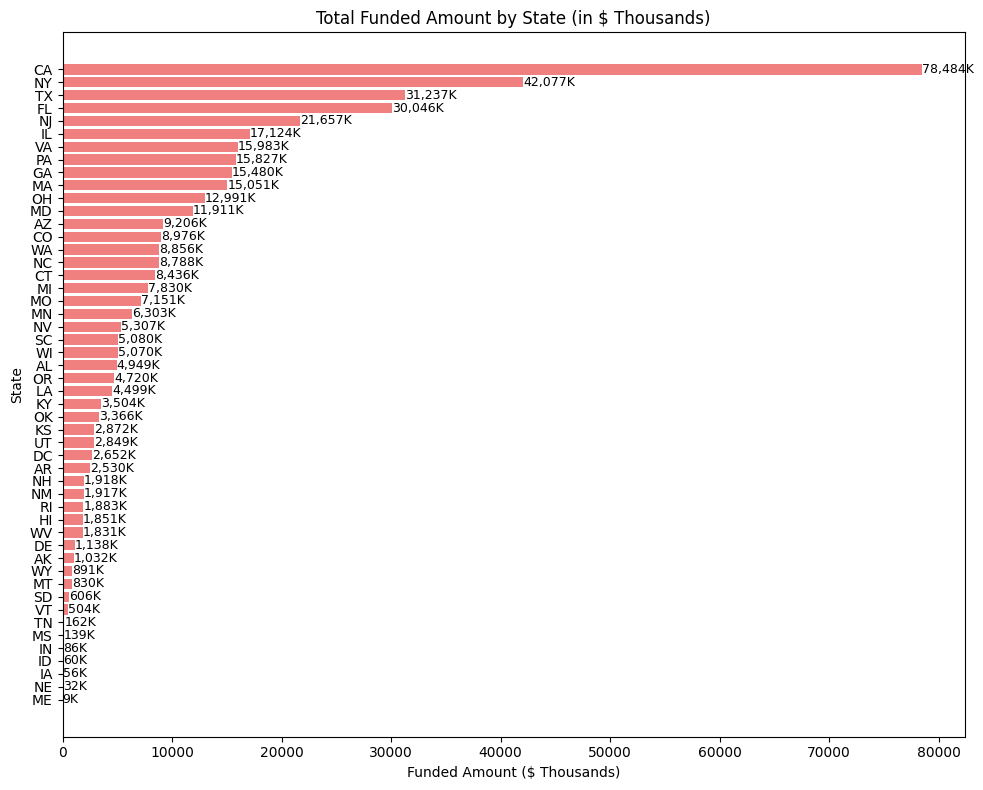 Total Funded Amount by State (in $ Thousands)
CA 78,484K
NY 42,077K
TX 31,237K
FL 30,046K
NJ 21,657K
IL 17,124K
VA 15,983K
PA 15,827K
GA 15,480K
MA 15,051K
OH 12,991K
MD 11,911K
AZ 9,206K
CO 8,976K
WA 8,856K
NC 8,788K
CT 8,436K
MI 7,830K
MO 7,151K
MN 6,303K
NV 5,307K
SC 5,080K
WI 5,070K
AL 4,949K
OR 4,720K
LA 4,499K
KY 3,504K
OK 3,366K
KS 2,872K
UT 2,849K
DC 2,652K
AR 2,530K
NH 1,918K
NM 1,917K
RI 1,883K
HI 1,851K
WV 1,831K
DE 1,138K
AK 1,032K
WY 891K
MT 830K
SD 606K
VT 504K
TN 162K
MS 139K
IN 86K
ID 60K
IA 56K
NE 32K
ME 9K
State
0 10000 20000 30000 40000 50000 60000 70000 80000
Funded Amount ($ Thousands)